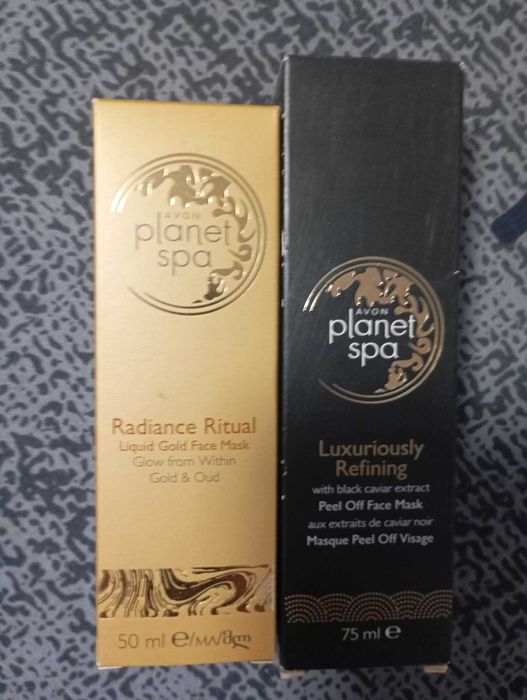 AVON
planet
spa
Radiance Ritual
Liquid Gold Face Mask
Glow from Within
Gold & Oud
50 ml ℮/мл/მლ
AVON
planet
spa
Luxuriously
Refining
with black caviar extract
Peel Off Face Mask
aux extraits de caviar noir
Masque Peel Off Visage
75 ml ℮